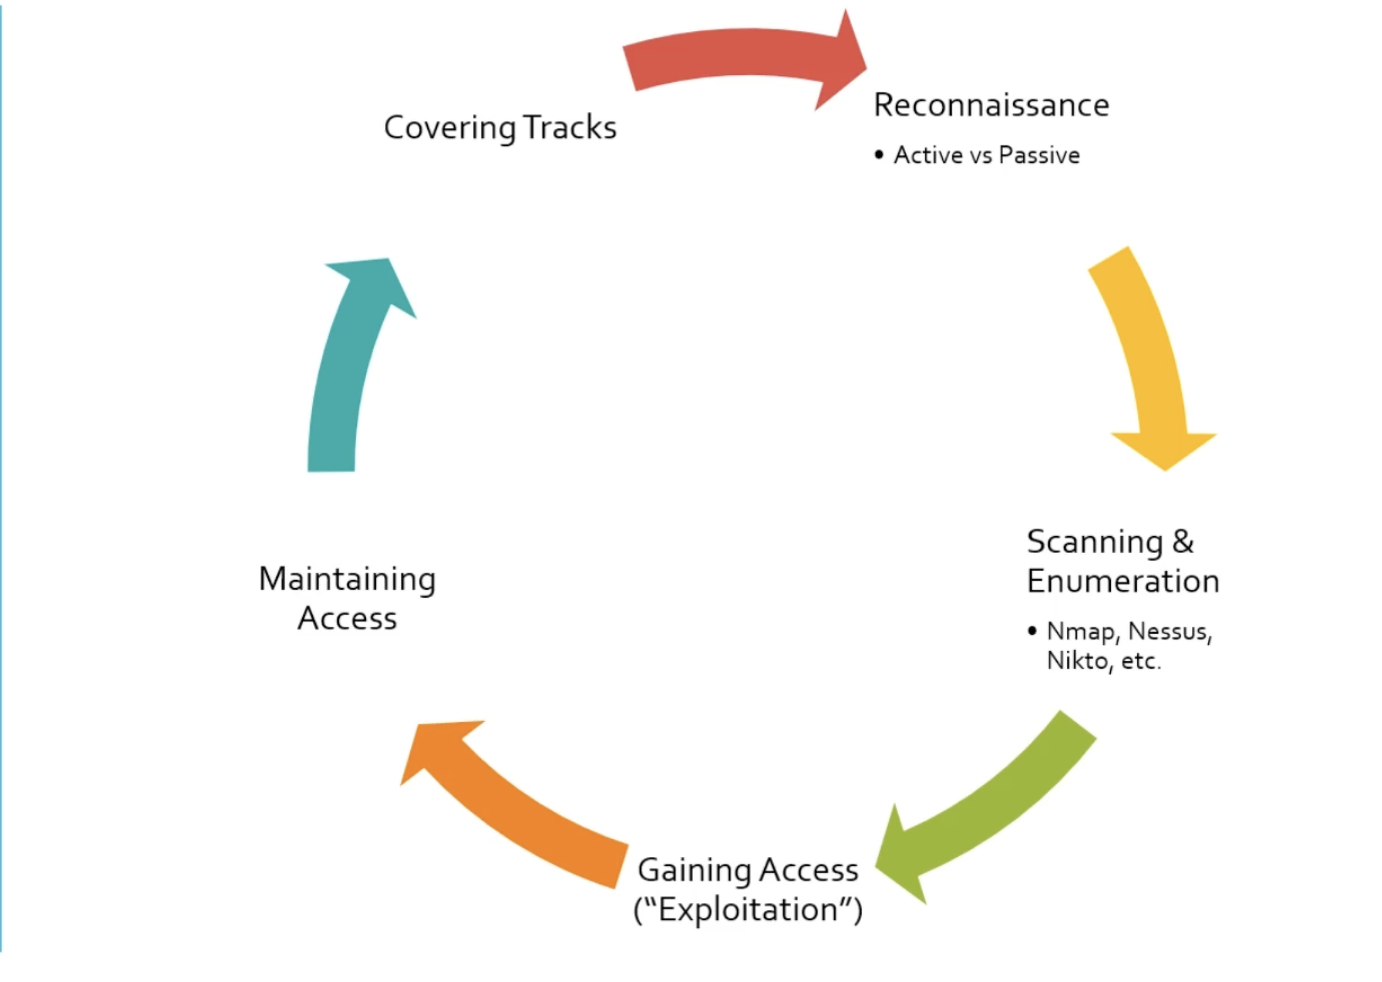 Covering Tracks
Reconnaissance
• Active vs Passive
Scanning &
Enumeration
• Nmap, Nessus,
Nikto, etc.
Gaining Access
(“Exploitation”)
Maintaining
Access